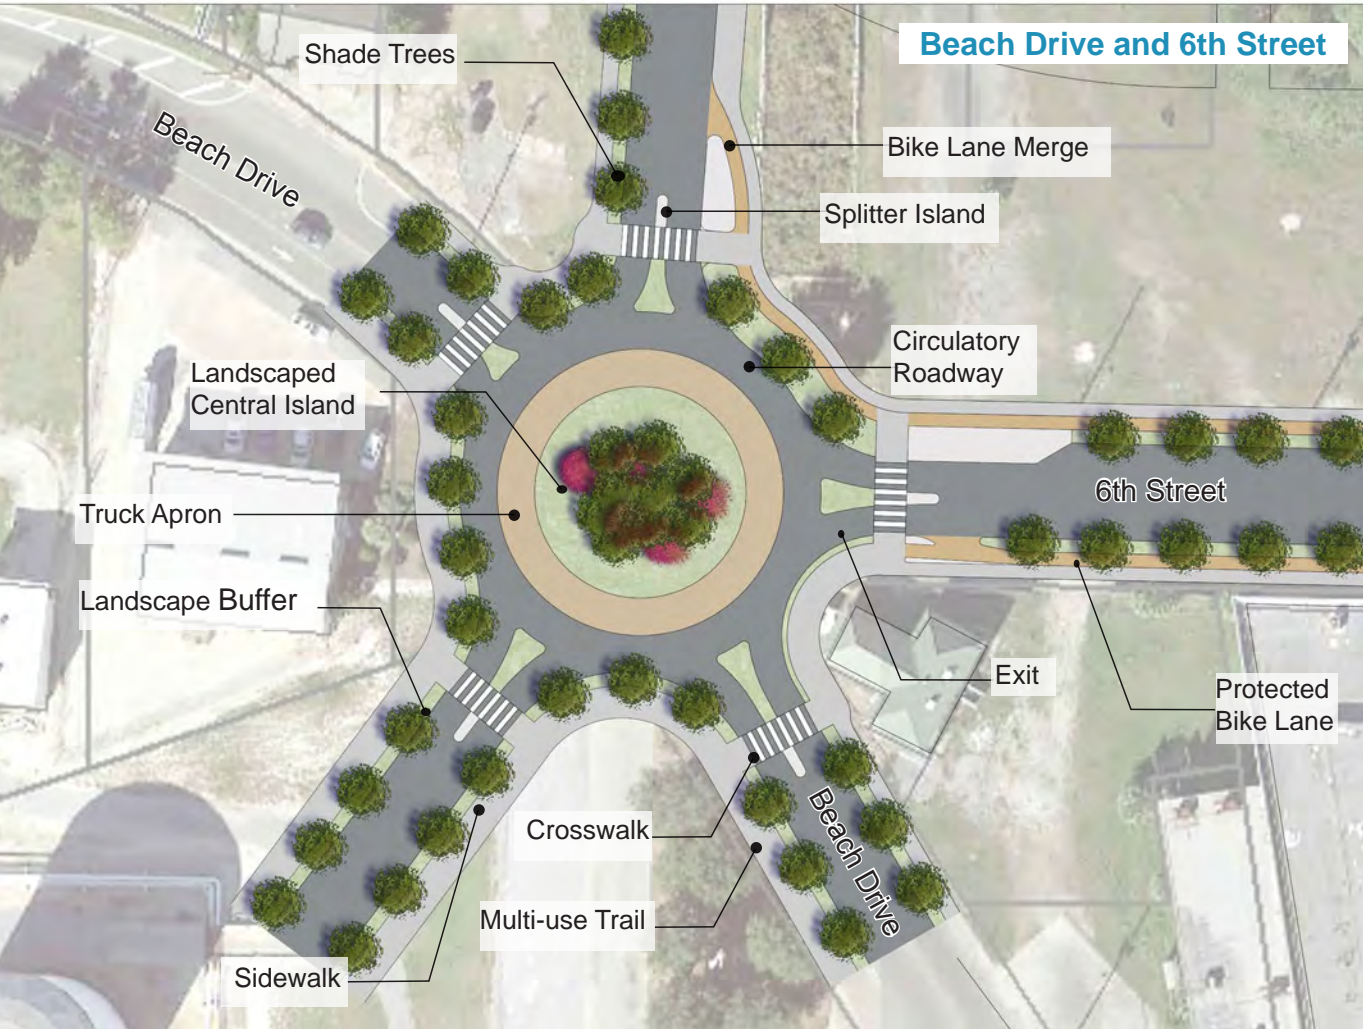 Beach Drive and 6th Street
Shade Trees
Beach Drive
Bike Lane Merge
Splitter Island
Circulatory
Roadway
Landscaped
Central Island
6th Street
Truck Apron
Landscape Buffer
Exit
Protected
Bike Lane
Crosswalk
Beach Drive
Multi-use Trail
Sidewalk